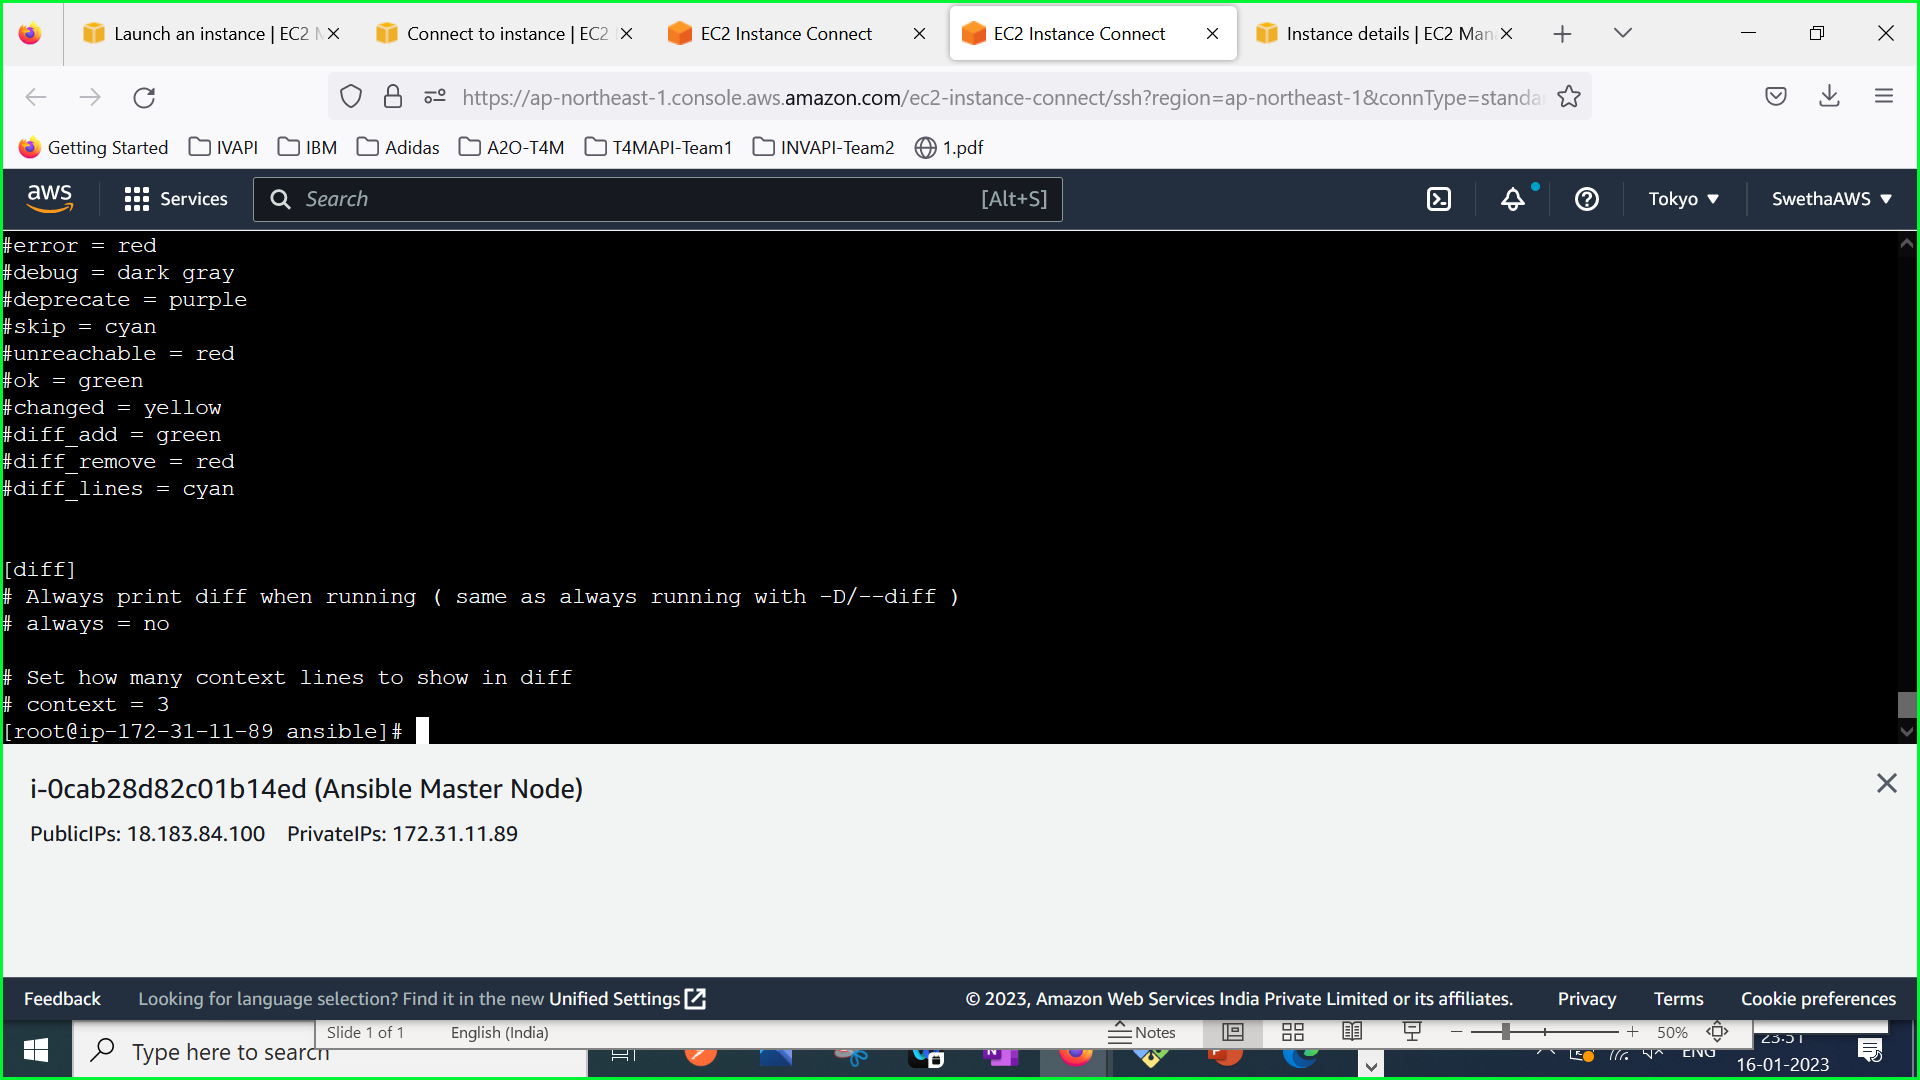 Launch an instance | EC2 M
Connect to instance | EC2
EC2 Instance Connect
EC2 Instance Connect
Instance details | EC2 Man
https://ap-northeast-1.console.aws.amazon.com/ec2-instance-connect/ssh?region=ap-northeast-1&connType=standa
Getting Started IVAPI IBM Adidas A2O-T4M T4MAPI-Team1 INVAPI-Team2 1.pdf
aws Services Search [Alt+S] Tokyo SwethaAWS
#error = red
#debug = dark gray
#deprecate = purple
#skip = cyan
#unreachable = red
#ok = green
#changed = yellow
#diff_add = green
#diff_remove = red
#diff_lines = cyan
[diff]
# Always print diff when running ( same as always running with -D/--diff )
# always = no
# Set how many context lines to show in diff
# context = 3
[root@ip-172-31-11-89 ansible]#
i-0cab28d82c01b14ed (Ansible Master Node)
PublicIPs: 18.183.84.100 PrivateIPs: 172.31.11.89
Feedback Looking for language selection? Find it in the new Unified Settings © 2023, Amazon Web Services India Private Limited or its affiliates. Privacy Terms Cookie preferences
Slide 1 of 1 English (India) Notes 50%
Type here to search
ENG
23:51
16-01-2023